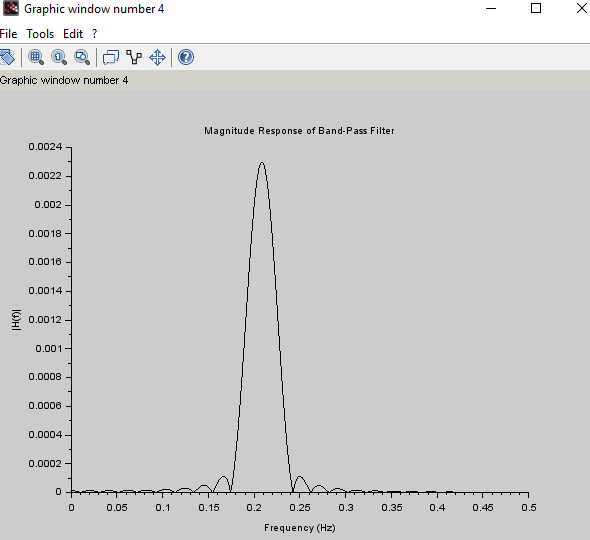 Graphic window number 4
File Tools Edit ?
Graphic window number 4
Magnitude Response of Band-Pass Filter
0.0024
0.0022
0.002
0.0018
0.0016
0.0014
0.0012
0.001
0.0008
0.0006
0.0004
0.0002
0
|H(f)|
0 0.05 0.1 0.15 0.2 0.25 0.3 0.35 0.4 0.45 0.5
Frequency (Hz)